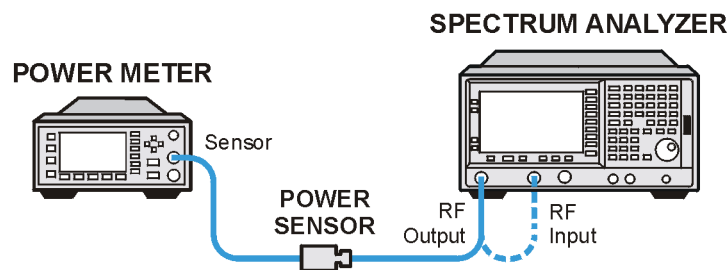 SPECTRUM ANALYZER
POWER METER
Sensor
POWER
SENSOR
RF
Output
RF
Input